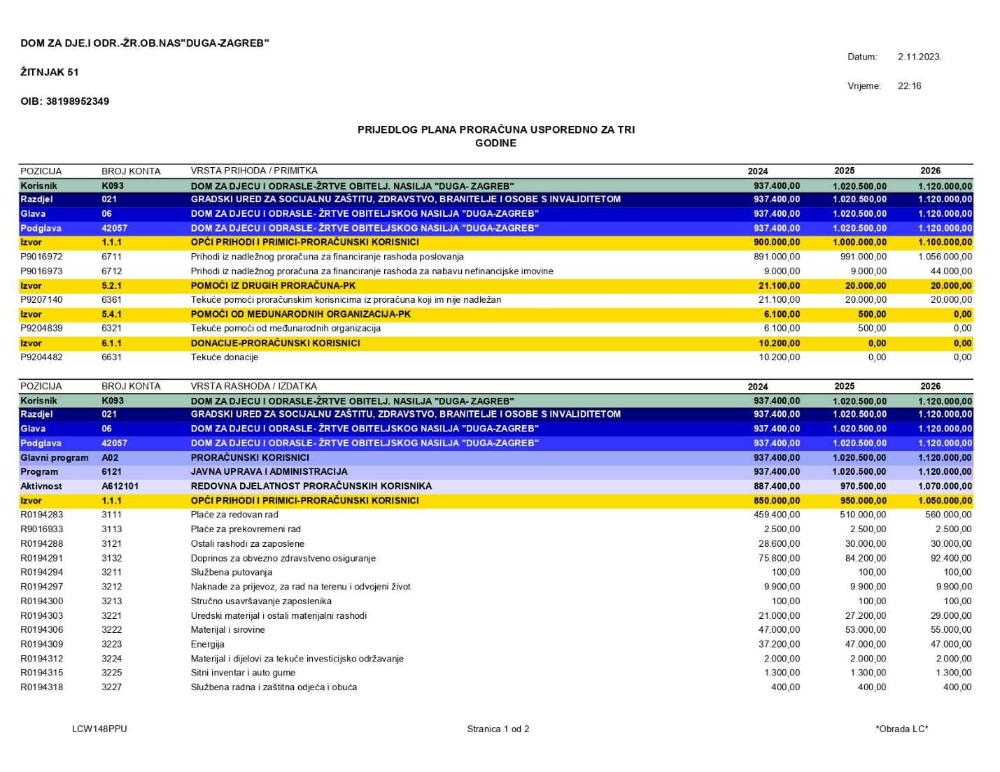 DOM ZA DJE.I ODR.-ŽR.OB.NAS"DUGA-ZAGREB"
Datum: 2.11.2023.
ŽITNJAK 51
Vrijeme: 22:16
OIB: 38198952349
PRIJEDLOG PLANA PRORAČUNA USPOREDNO ZA TRI
GODINE
POZICIJA BROJ KONTA VRSTA PRIHODA / PRIMITKA 2024 2025 2026
Korisnik K093 DOM ZA DJECU I ODRASLE-ŽRTVE OBITELJ. NASILJA "DUGA- ZAGREB" 937.400,00 1.020.500,00 1.120.000,00
Razdjel 021 GRADSKI URED ZA SOCIJALNU ZAŠTITU, ZDRAVSTVO, BRANITELJE I OSOBE S INVALIDITETOM 937.400,00 1.020.500,00 1.120.000,00
Glava 06 DOM ZA DJECU I ODRASLE- ŽRTVE OBITELJSKOG NASILJA "DUGA-ZAGREB" 937.400,00 1.020.500,00 1.120.000,00
Podglava 42057 DOM ZA DJECU I ODRASLE- ŽRTVE OBITELJSKOG NASILJA "DUGA-ZAGREB" 937.400,00 1.020.500,00 1.120.000,00
Izvor 1.1.1 OPĆI PRIHODI I PRIMICI-PRORAČUNSKI KORISNICI 900.000,00 1.000.000,00 1.100.000,00
P9016972 6711 Prihodi iz nadležnog proračuna za financiranje rashoda poslovanja 891.000,00 991.000,00 1.056.000,00
P9016973 6712 Prihodi iz nadležnog proračuna za financiranje rashoda za nabavu nefinancijske imovine 9.000,00 9.000,00 44.000,00
Izvor 5.2.1 POMOĆI IZ DRUGIH PRORAČUNA-PK 21.100,00 20.000,00 20.000,00
P9207140 6361 Tekuće pomoći proračunskim korisnicima iz proračuna koji im nije nadležan 21.100,00 20.000,00 20.000,00
Izvor 5.4.1 POMOĆI OD MEĐUNARODNIH ORGANIZACIJA-PK 6.100,00 500,00 0,00
P9204839 6321 Tekuće pomoći od međunarodnih organizacija 6.100,00 500,00 0,00
Izvor 6.1.1 DONACIJE-PRORAČUNSKI KORISNICI 10.200,00 0,00 0,00
P9204482 6631 Tekuće donacije 10.200,00 0,00 0,00
POZICIJA BROJ KONTA VRSTA RASHODA / IZDATKA 2024 2025 2026
Korisnik K093 DOM ZA DJECU I ODRASLE-ŽRTVE OBITELJ. NASILJA "DUGA- ZAGREB" 937.400,00 1.020.500,00 1.120.000,00
Razdjel 021 GRADSKI URED ZA SOCIJALNU ZAŠTITU, ZDRAVSTVO, BRANITELJE I OSOBE S INVALIDITETOM 937.400,00 1.020.500,00 1.120.000,00
Glava 06 DOM ZA DJECU I ODRASLE- ŽRTVE OBITELJSKOG NASILJA "DUGA-ZAGREB" 937.400,00 1.020.500,00 1.120.000,00
Podglava 42057 DOM ZA DJECU I ODRASLE- ŽRTVE OBITELJSKOG NASILJA "DUGA-ZAGREB" 937.400,00 1.020.500,00 1.120.000,00
Glavni program A02 PRORAČUNSKI KORISNICI 937.400,00 1.020.500,00 1.120.000,00
Program 6121 JAVNA UPRAVA I ADMINISTRACIJA 937.400,00 1.020.500,00 1.120.000,00
Aktivnost A612101 REDOVNA DJELATNOST PRORAČUNSKIH KORISNIKA 887.400,00 970.500,00 1.070.000,00
Izvor 1.1.1 OPĆI PRIHODI I PRIMICI-PRORAČUNSKI KORISNICI 850.000,00 950.000,00 1.050.000,00
R0194283 3111 Plaće za redovan rad 459.400,00 510.000,00 560.000,00
R9016933 3113 Plaće za prekovremeni rad 2.500,00 2.500,00 2.500,00
R0194288 3121 Ostali rashodi za zaposlene 28.600,00 30.000,00 30.000,00
R0194291 3132 Doprinos za obvezno zdravstveno osiguranje 75.800,00 84.200,00 92.400,00
R0194294 3211 Službena putovanja 100,00 100,00 100,00
R0194297 3212 Naknade za prijevoz, za rad na terenu i odvojeni život 9.900,00 9.900,00 9.900,00
R0194300 3213 Stručno usavršavanje zaposlenika 100,00 100,00 100,00
R0194303 3221 Uredski materijal i ostali materijalni rashodi 21.000,00 27.200,00 29.000,00
R0194306 3222 Materijal i sirovine 47.000,00 53.000,00 55.000,00
R0194309 3223 Energija 37.200,00 47.000,00 47.000,00
R0194312 3224 Materijal i dijelovi za tekuće investicijsko održavanje 2.000,00 2.000,00 2.000,00
R0194315 3225 Sitni inventar i auto gume 1.300,00 1.300,00 1.300,00
R0194318 3227 Službena radna i zaštitna odjeća i obuća 400,00 400,00 400,00
LCW148PPU Stranica 1 od 2 *Obrada LC*